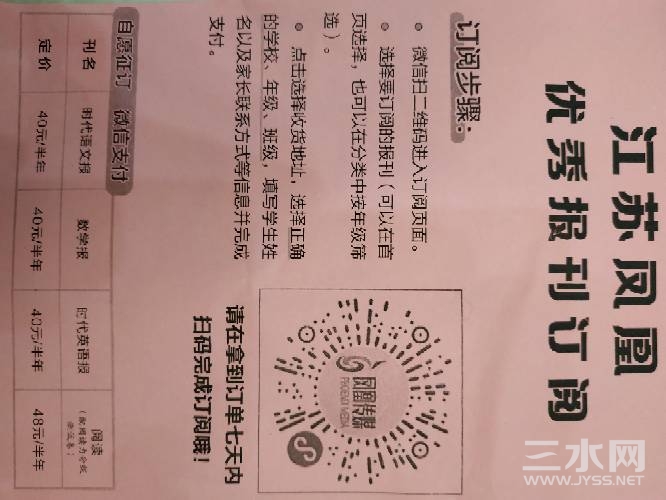 江苏凤凰
优秀报刊订阅
订阅步骤：
● 微信扫二维码进入订阅页面。
● 选择要订阅的报刊（可以在首
页选择，也可以在分类中按年级筛
选）。
● 点击选择收货地址，选择正确
的学校、年级、班级，填写学生姓
名以及家长联系方式等信息并完成
支付。
凤凰传媒
PHOENIX MEDIA
请在拿到订单七天内
扫码完成订阅哦！
自愿征订 微信支付
刊名 时代语文报 数学报 时代英语报 阅读
定价 40元/半年 40元/半年 40元/半年 48元/半年
三水网
WWW.JYSS.NET